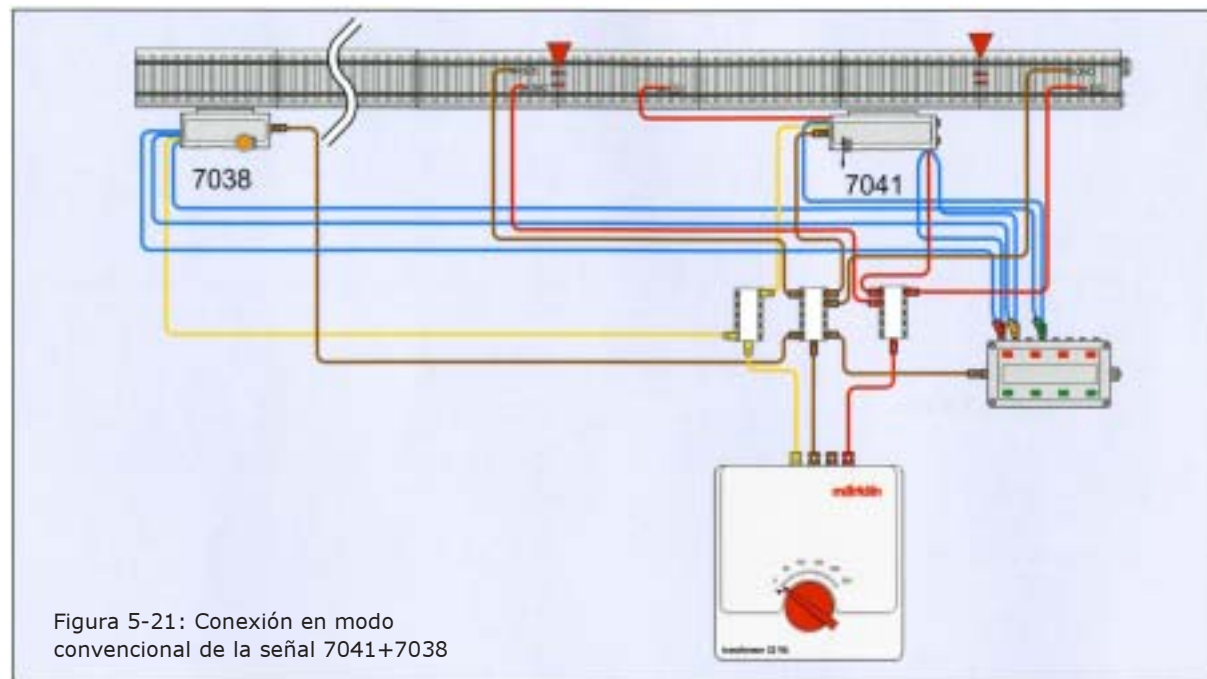 7038
7041
märklin
Figura 5-21: Conexión en modo
convencional de la señal 7041+7038